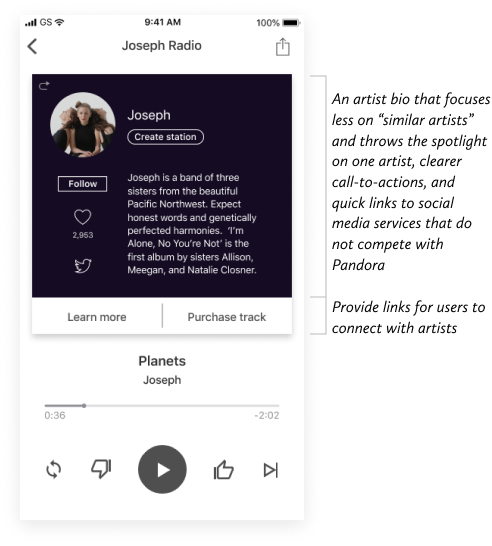 GS 9:41 AM 100%
Joseph Radio
Joseph
Create station
Follow
2,953
Joseph is a band of three
sisters from the beautiful
Pacific Northwest. Expect
honest words and genetically
perfected harmonies. ‘I’m
Alone, No You’re Not’ is the
first album by sisters Allison,
Meegan, and Natalie Closner.
Learn more
Purchase track
Planets
Joseph
0:36
-2:02
An artist bio that focuses
less on “similar artists”
and throws the spotlight
on one artist, clearer
call-to-actions, and
quick links to social
media services that do
not compete with
Pandora
Provide links for users to
connect with artists